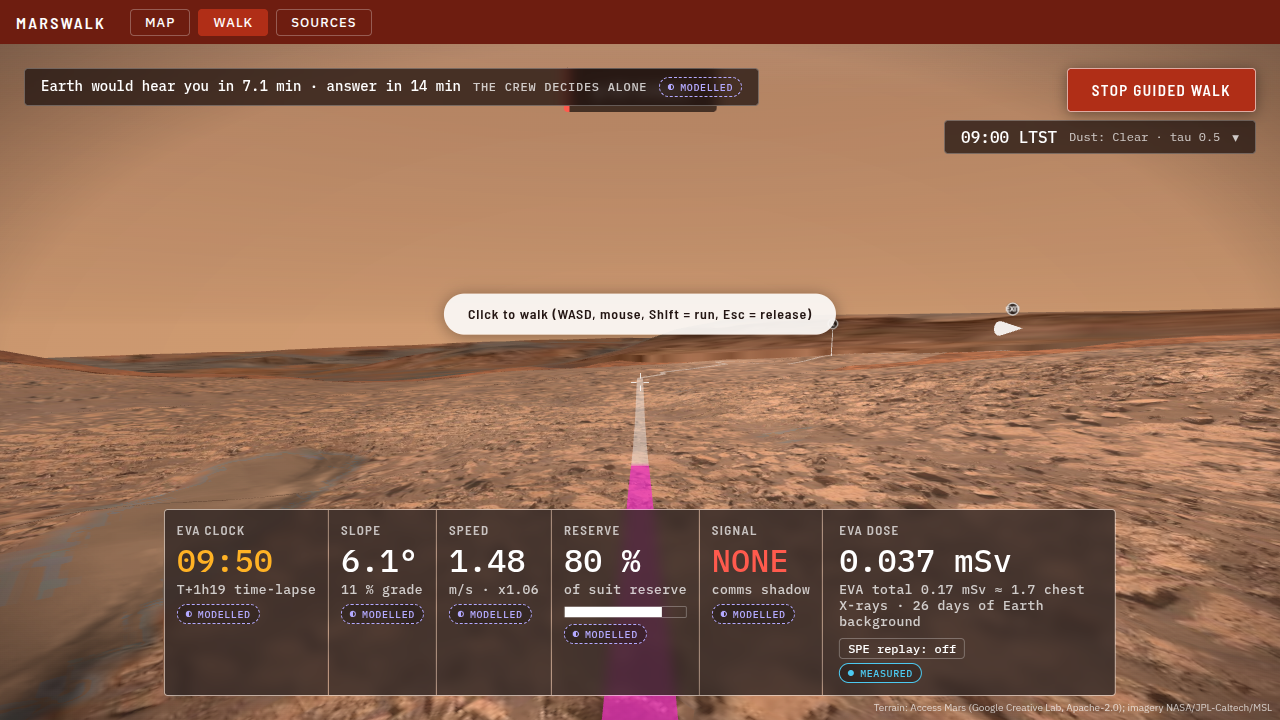 MARSWALK
MAP
WALK
SOURCES
Earth would hear you in 7.1 min · answer in 14 min THE CREW DECIDES ALONE MODELLED
STOP GUIDED WALK
09:00 LTST Dust: Clear · tau 0.5 ▼
Click to walk (WASD, mouse, Shift = run, Esc = release)
EVA CLOCK
09:50
T+1h19 time-lapse
MODELLED
SLOPE
6.1°
11 % grade
MODELLED
SPEED
1.48
m/s · x1.06
MODELLED
RESERVE
80 %
of suit reserve
MODELLED
SIGNAL
NONE
comms shadow
MODELLED
EVA DOSE
0.037 mSv
EVA total 0.17 mSv ≈ 1.7 chest
X-rays · 26 days of Earth
background
SPE replay: off
MEASURED
Terrain: Access Mars (Google Creative Lab, Apache-2.0); imagery NASA/JPL-Caltech/MSL